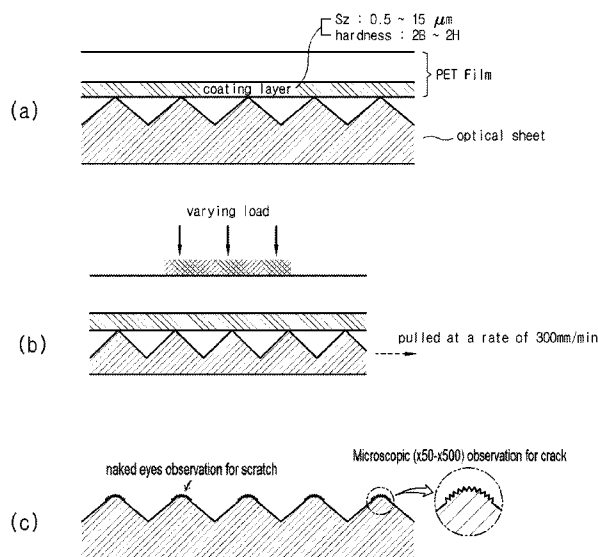 Sz : 0.5 ~ 15 μm
hardness : 2B ~ 2H
PET Film
coating layer
(a)
optical sheet
varying load
(b)
pulled at a rate of 300mm/min
Microscopic (x50-x500) observation for crack
naked eyes observation for scratch
(c)